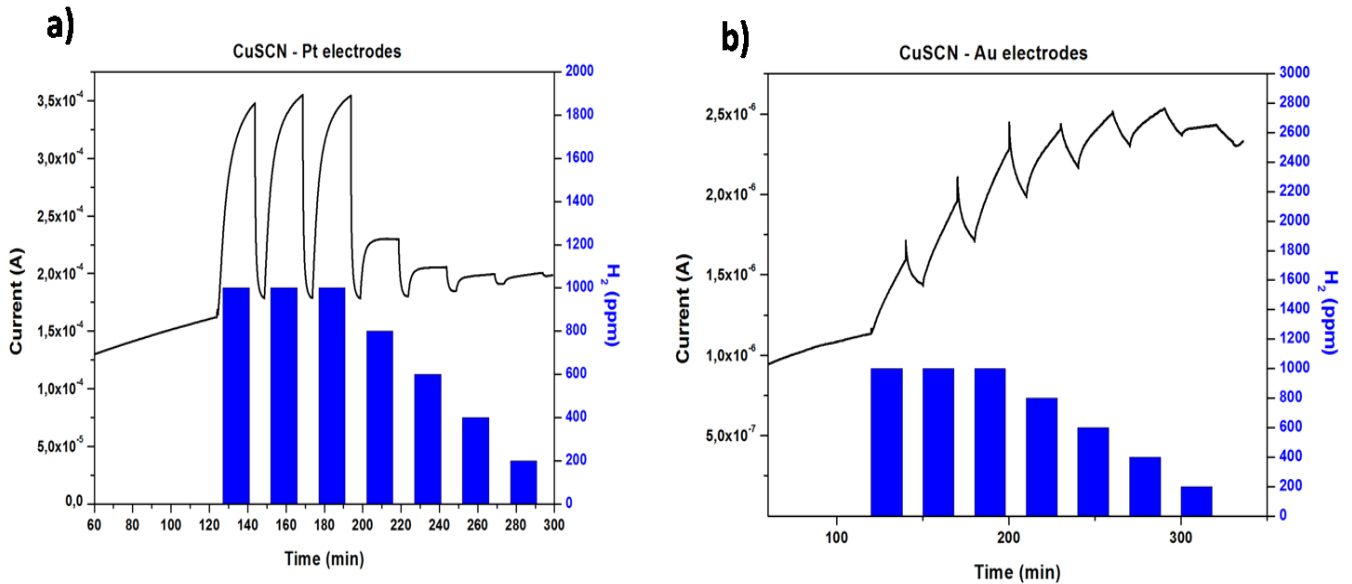 a)
CuSCN - Pt electrodes
2000
1800
1600
1400
1200
1000
800
600
400
200
0
H2 (ppm)
3,5x10-4
3,0x10-4
2,5x10-4
2,0x10-4
1,5x10-4
1,0x10-4
5,0x10-5
0,0
Current (A)
60 80 100 120 140 160 180 200 220 240 260 280 300
Time (min)
b)
CuSCN - Au electrodes
3000
2800
2600
2400
2200
2000
1800
1600
1400
1200
1000
800
600
400
200
0
H2 (ppm)
2,5x10-6
2,0x10-6
1,5x10-6
1,0x10-6
5,0x10-7
Current (A)
100 200 300
Time (min)